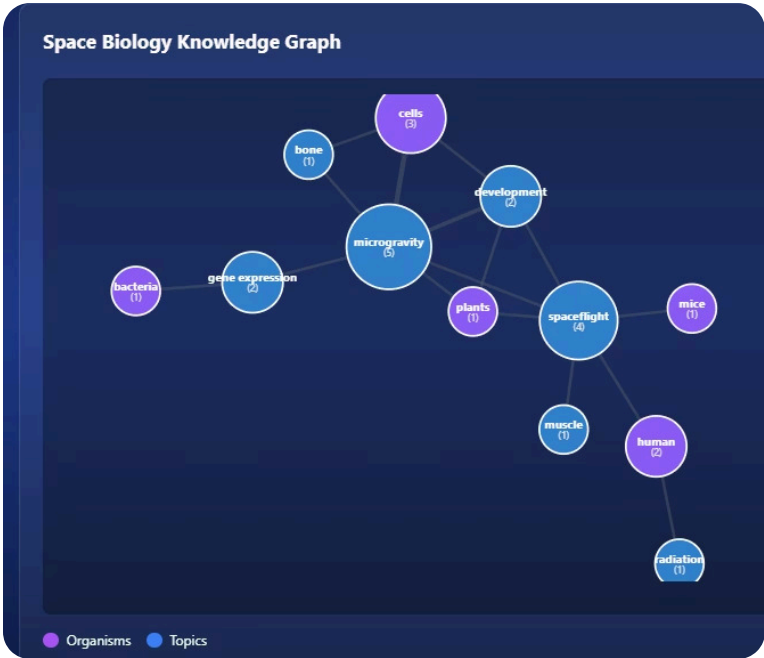 Space Biology Knowledge Graph
cells
(3)
bone
(1)
development
(2)
microgravity
(5)
gene expression
(2)
bacteria
(1)
plants
(1)
spaceflight
(4)
mice
(1)
muscle
(1)
human
(2)
radiation
(1)
Organisms
Topics